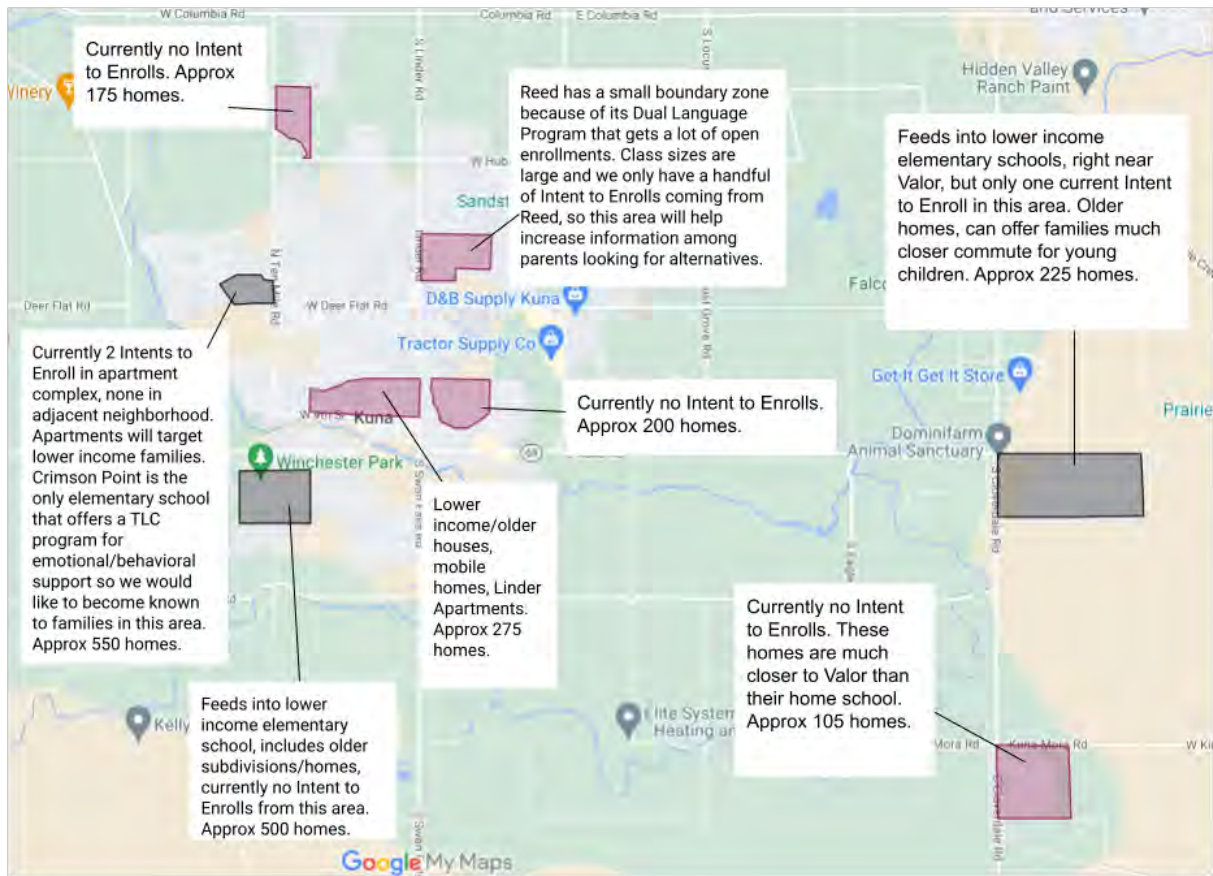 W Columbia Rd
Columbia Rd
E Columbia Rd
and Services
Currently no Intent
to Enrolls. Approx
175 homes.
Winery
S Linder Rd
Hidden Valley
Ranch Paint
Reed has a small boundary zone
because of its Dual Language
Program that gets a lot of open
enrollments. Class sizes are
large and we only have a handful
of Intent to Enrolls coming from
Reed, so this area will help
increase information among
parents looking for alternatives.
Feeds into lower income
elementary schools, right near
Valor, but only one current Intent
to Enroll in this area. Older
homes, can offer families much
closer commute for young
children. Approx 225 homes.
W Hub
Sandst
Deer Flat Rd
W Deer Flat Rd
D&B Supply Kuna
Falco
Tractor Supply Co
Get It Get It Store
Prairie
Currently 2 Intents to
Enroll in apartment
complex, none in
adjacent neighborhood.
Apartments will target
lower income families.
Crimson Point is the
only elementary school
that offers a TLC
program for
emotional/behavioral
support so we would
like to become known
to families in this area.
Approx 550 homes.
Kuna
Currently no Intent to Enrolls.
Approx 200 homes.
69
Dominifarm
Animal Sanctuary
Winchester Park
Lower
income/older
houses,
mobile
homes, Linder
Apartments.
Approx 275
homes.
S Eagle
Currently no Intent
to Enrolls. These
homes are much
closer to Valor than
their home school.
Approx 105 homes.
Feeds into lower
income elementary
school, includes older
subdivisions/homes,
currently no Intent to
Enrolls from this area.
Approx 500 homes.
Kelly
Elite System
Heating an
Mora Rd
Kuna-Mora Rd
W Ku
Google My Maps